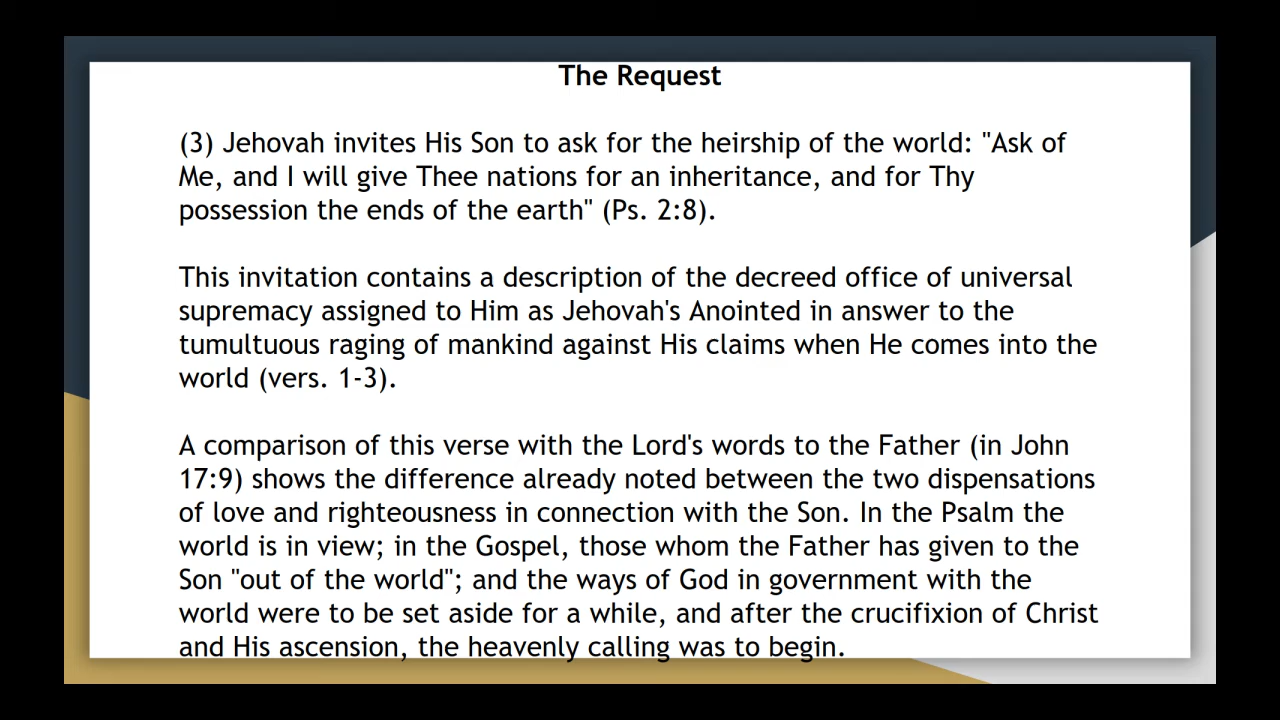 The Request
(3) Jehovah invites His Son to ask for the heirship of the world: "Ask of
Me, and I will give Thee nations for an inheritance, and for Thy
possession the ends of the earth" (Ps. 2:8).
This invitation contains a description of the decreed office of universal
supremacy assigned to Him as Jehovah's Anointed in answer to the
tumultuous raging of mankind against His claims when He comes into the
world (vers. 1-3).
A comparison of this verse with the Lord's words to the Father (in John
17:9) shows the difference already noted between the two dispensations
of love and righteousness in connection with the Son. In the Psalm the
world is in view; in the Gospel, those whom the Father has given to the
Son "out of the world"; and the ways of God in government with the
world were to be set aside for a while, and after the crucifixion of Christ
and His ascension, the heavenly calling was to begin.